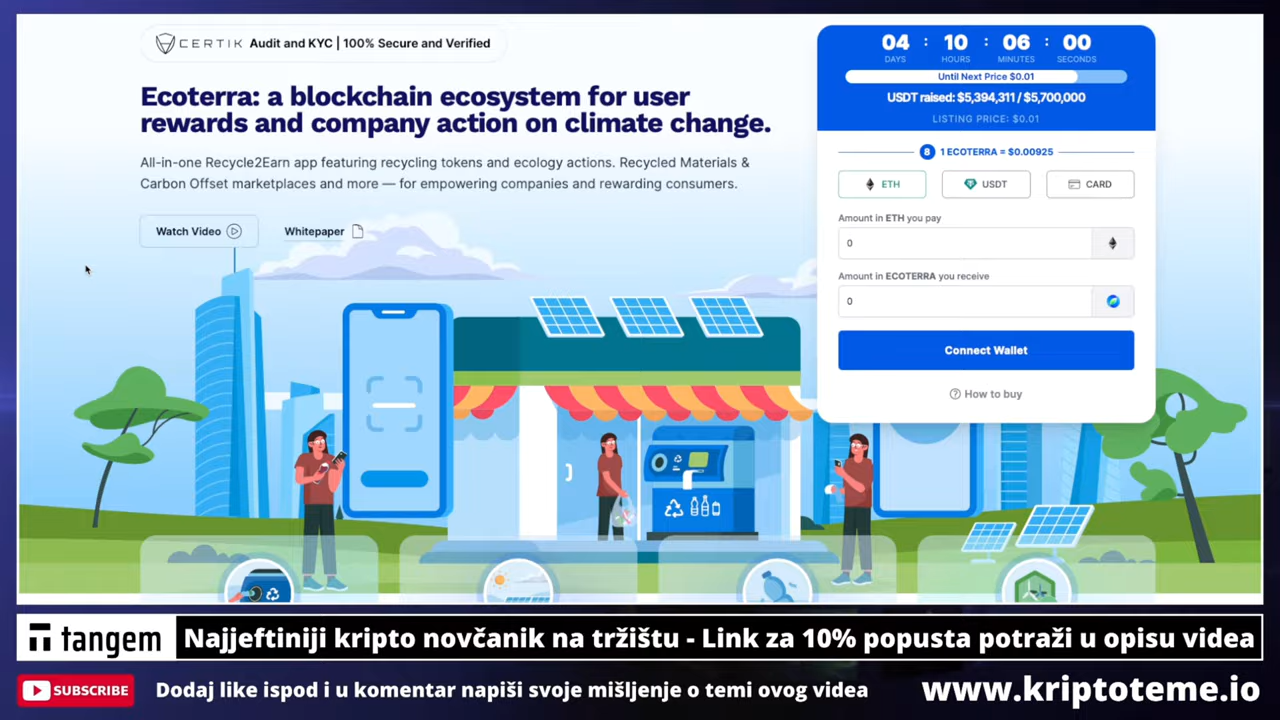 CERTIK Audit and KYC | 100% Secure and Verified
Ecoterra: a blockchain ecosystem for user
rewards and company action on climate change.
All-in-one Recycle2Earn app featuring recycling tokens and ecology actions. Recycled Materials &
Carbon Offset marketplaces and more — for empowering companies and rewarding consumers.
Watch Video
Whitepaper
04 : 10 : 06 : 00
DAYS HOURS MINUTES SECONDS
Until Next Price $0.01
USDT raised: $5,394,311 / $5,700,000
LISTING PRICE: $0.01
8 1 ECOTERRA = $0.00925
ETH USDT CARD
Amount in ETH you pay
0
Amount in ECOTERRA you receive
0
Connect Wallet
How to buy
tangem Najjeftiniji kripto novčanik na tržištu - Link za 10% popusta potraži u opisu videa
SUBSCRIBE Dodaj like ispod i u komentar napiši svoje mišljenje o temi ovog videa www.kriptoteme.io